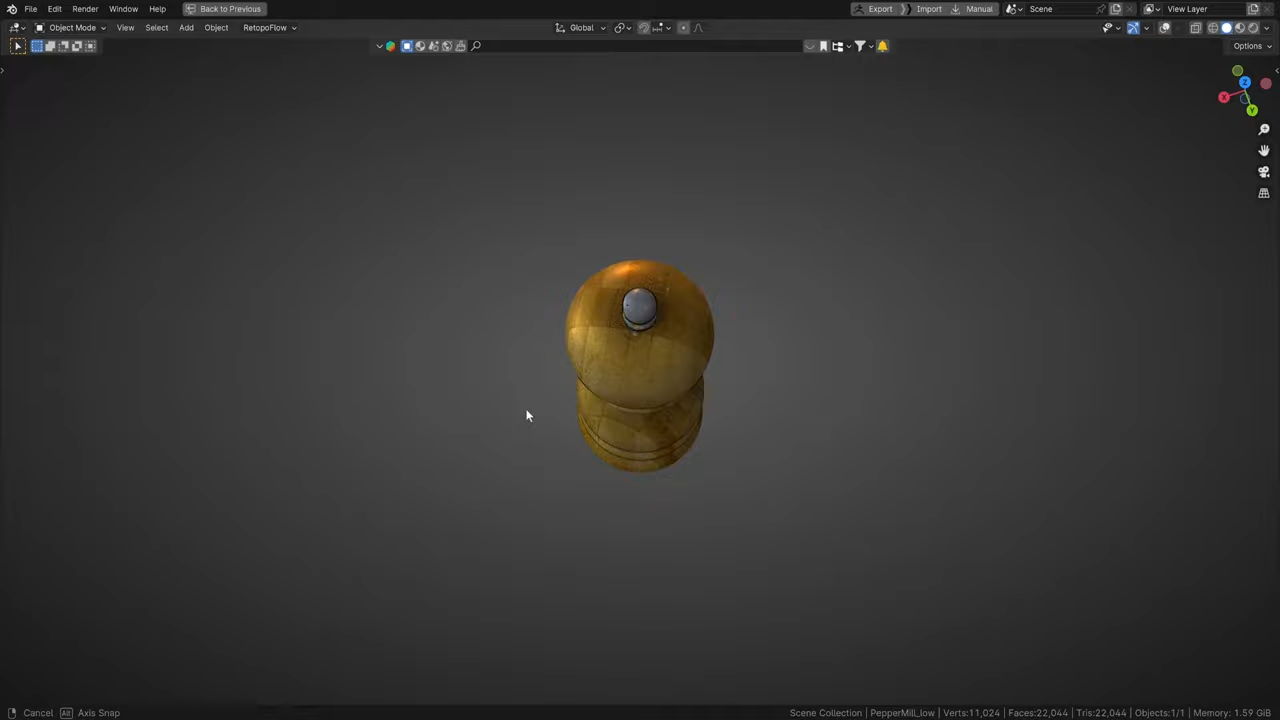 File Edit Render Window Help Back to Previous Export Import Manual Scene View Layer
Object Mode View Select Add Object RetopoFlow Global
Options
Z
X
Y
Cancel Alt Axis Snap Scene Collection | PepperMill_low | Verts:11,024 | Faces:22,044 | Tris:22,044 | Objects:1/1 | Memory: 1.59 GiB